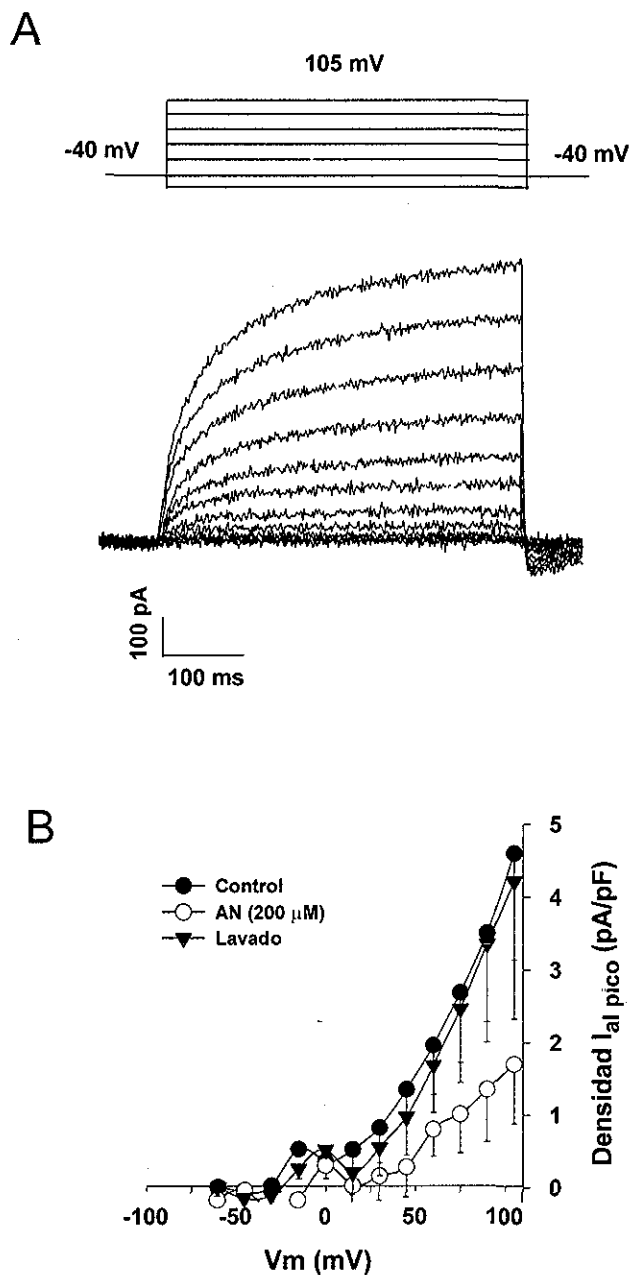 A
105 mV
-40 mV
-40 mV
100 pA
100 ms
B
Control
AN (200 µM)
Lavado
5
4
3
2
1
0
Densidad I al pico (pA/pF)
-100
-50
0
50
100
Vm (mV)